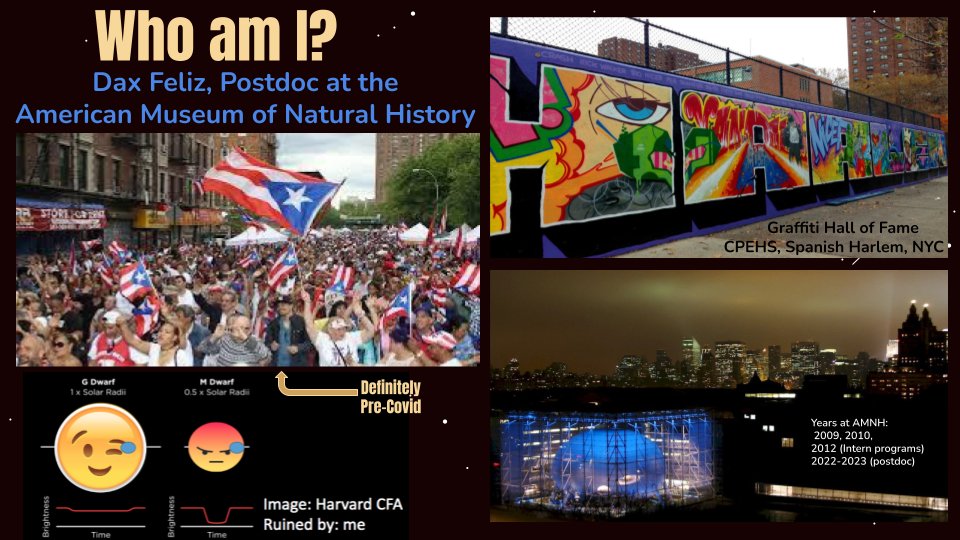 Who am I?
Dax Feliz, Postdoc at the
American Museum of Natural History
Definitely
Pre-Covid
G Dwarf
1 x Solar Radii
M Dwarf
0.5 x Solar Radii
Brightness
Time
Brightness
Time
Image: Harvard CFA
Ruined by: me
Graffiti Hall of Fame
CPEHS, Spanish Harlem, NYC
Years at AMNH:
2009, 2010,
2012 (Intern programs)
2022-2023 (postdoc)